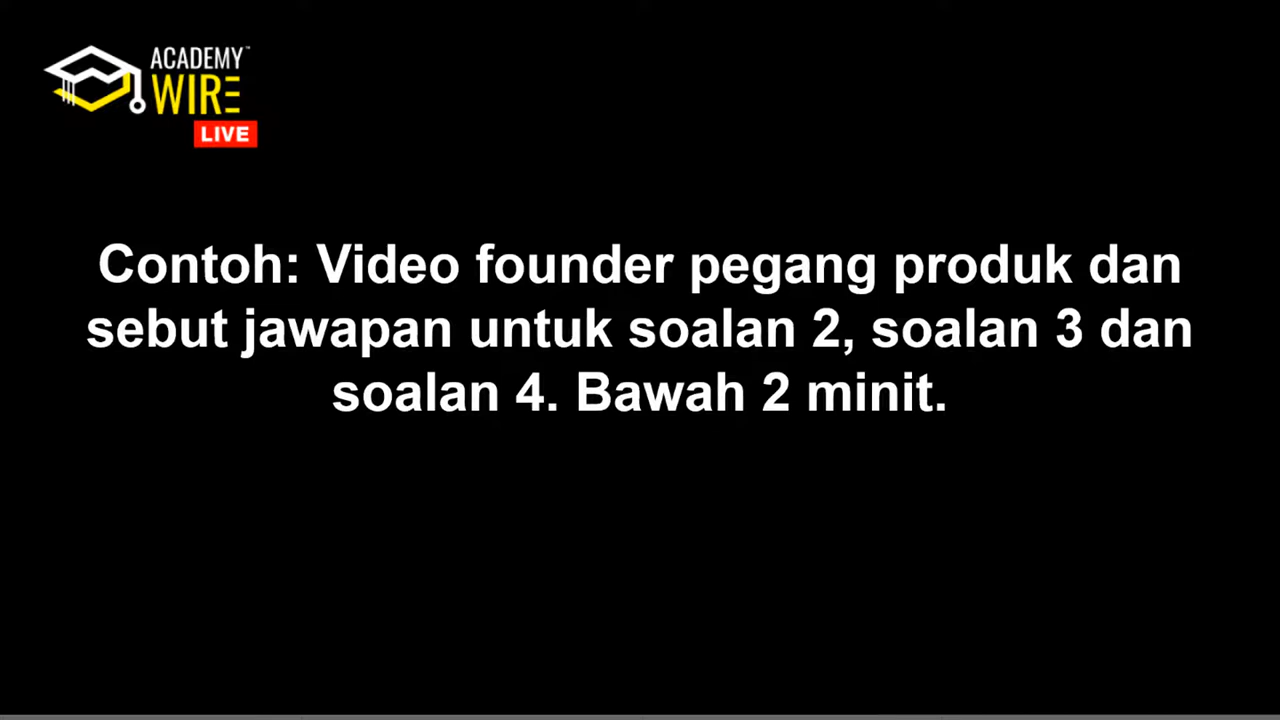 ACADEMY™
WIRE
LIVE
Contoh: Video founder pegang produk dan
sebut jawapan untuk soalan 2, soalan 3 dan
soalan 4. Bawah 2 minit.